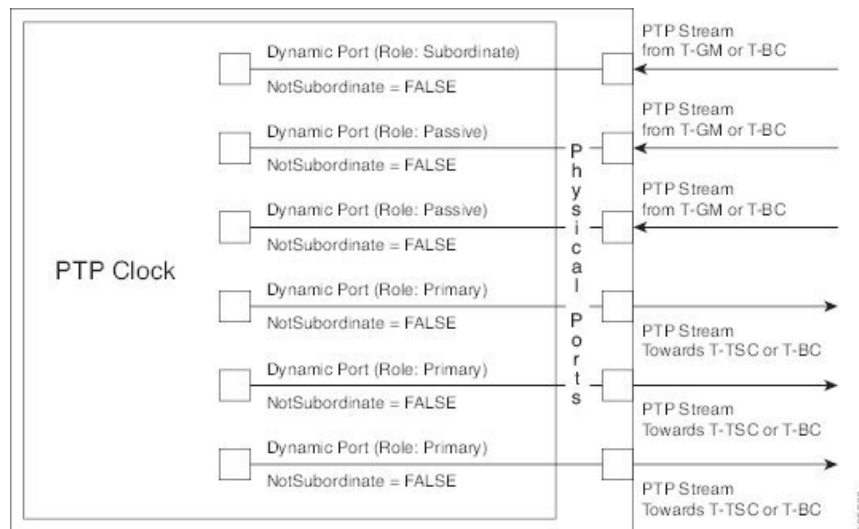 PTP Clock
Dynamic Port (Role: Subordinate)
NotSubordinate = FALSE
PTP Stream
from T-GM or T-BC
Dynamic Port (Role: Passive)
NotSubordinate = FALSE
PTP Stream
from T-GM or T-BC
Dynamic Port (Role: Passive)
NotSubordinate = FALSE
PTP Stream
from T-GM or T-BC
Dynamic Port (Role: Primary)
NotSubordinate = FALSE
PTP Stream
Towards T-TSC or T-BC
Dynamic Port (Role: Primary)
NotSubordinate = FALSE
PTP Stream
Towards T-TSC or T-BC
Dynamic Port (Role: Primary)
NotSubordinate = FALSE
PTP Stream
Towards T-TSC or T-BC
Physical Ports